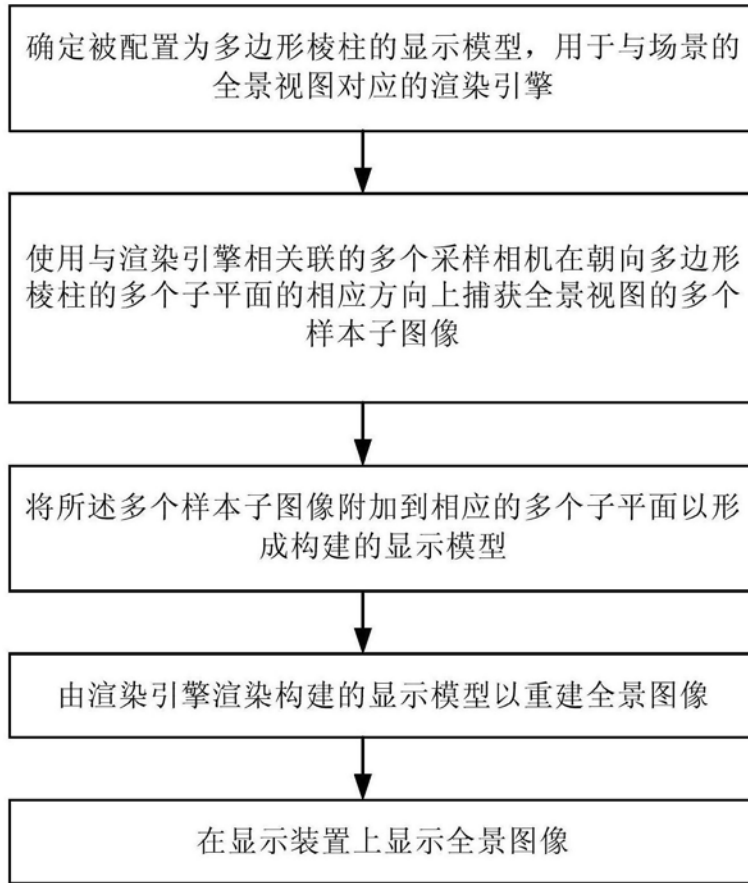 确定被配置为多边形棱柱的显示模型，用于与场景的
全景视图对应的渲染引擎
使用与渲染引擎相关联的多个采样相机在朝向多边形
棱柱的多个子平面的相应方向上捕获全景视图的多个
样本子图像
将所述多个样本子图像附加到相应的多个子平面以形
成构建的显示模型
由渲染引擎渲染构建的显示模型以重建全景图像
在显示装置上显示全景图像